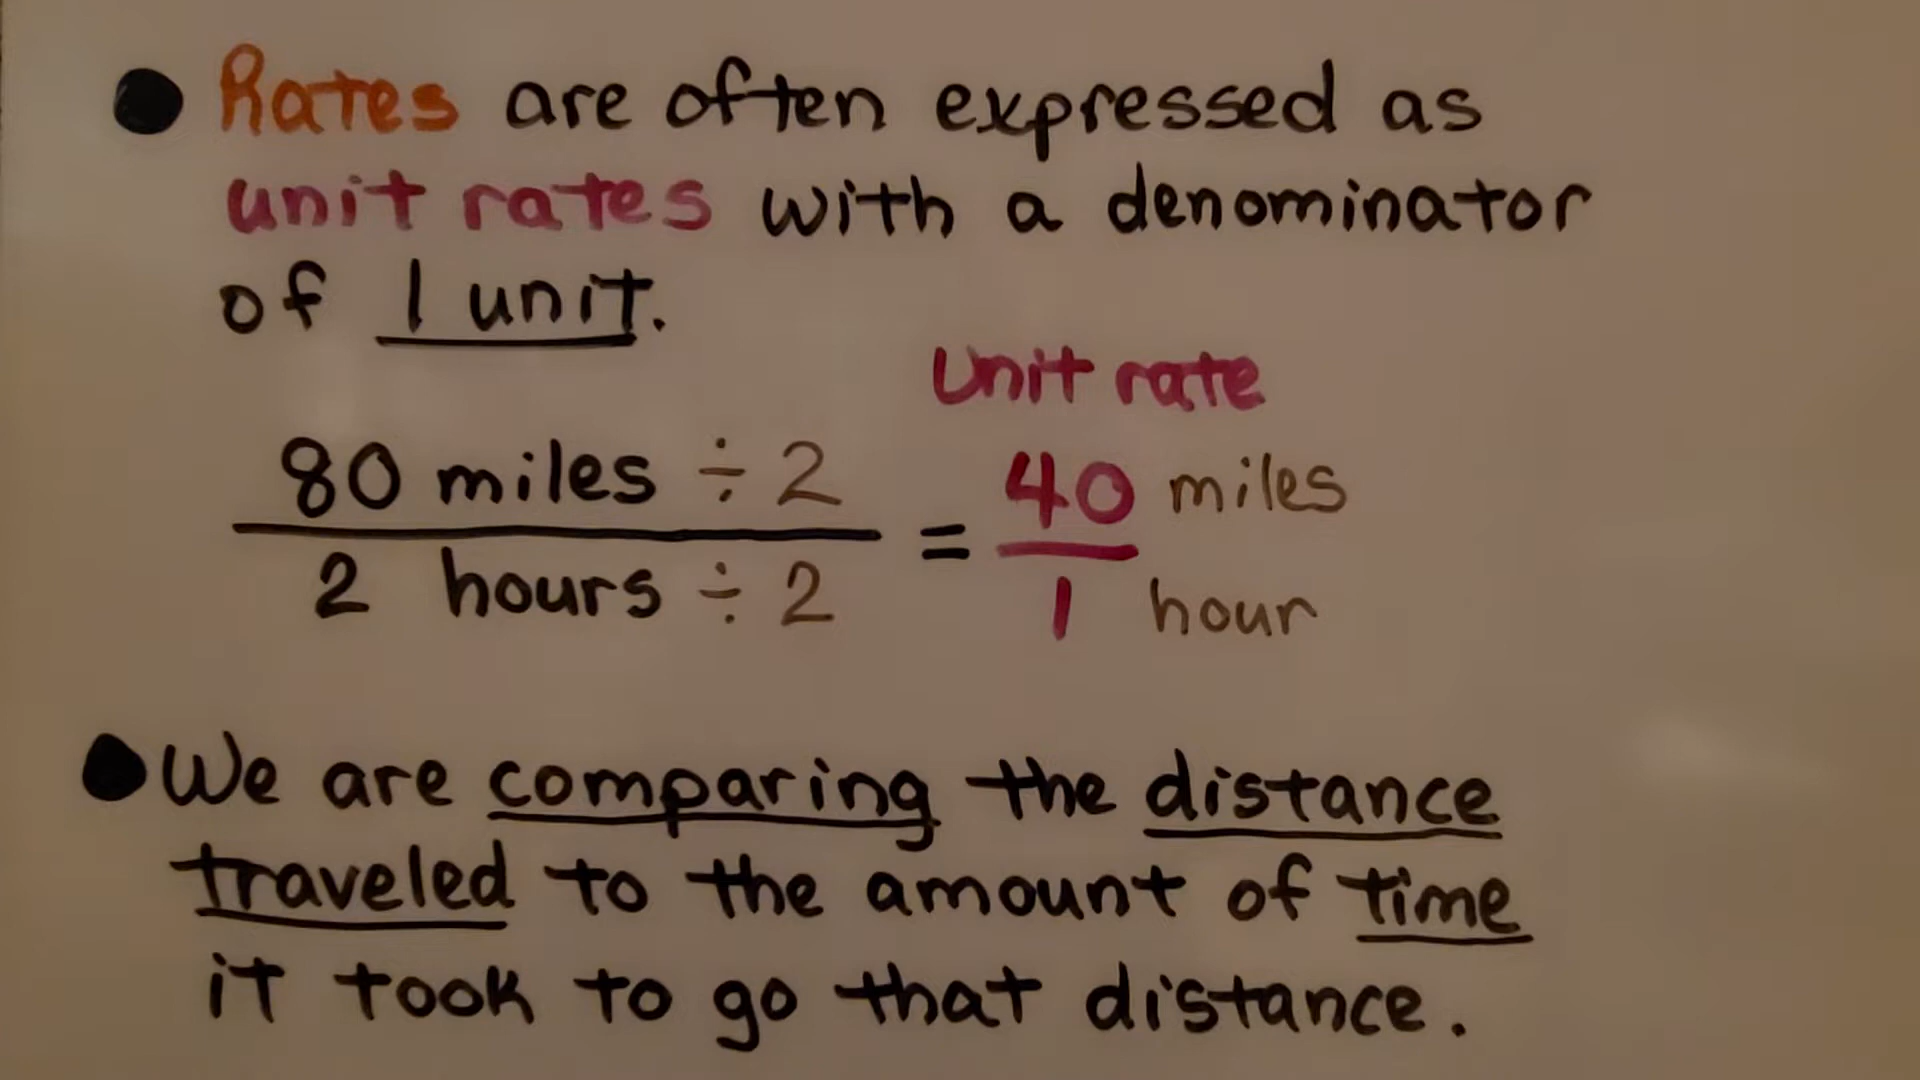 ● Rates are often expressed as
unit rates with a denominator
of 1 unit.
Unit rate
80 miles ÷ 2 / 2 hours ÷ 2 = 40 miles / 1 hour
● We are comparing the distance
traveled to the amount of time
it took to go that distance.